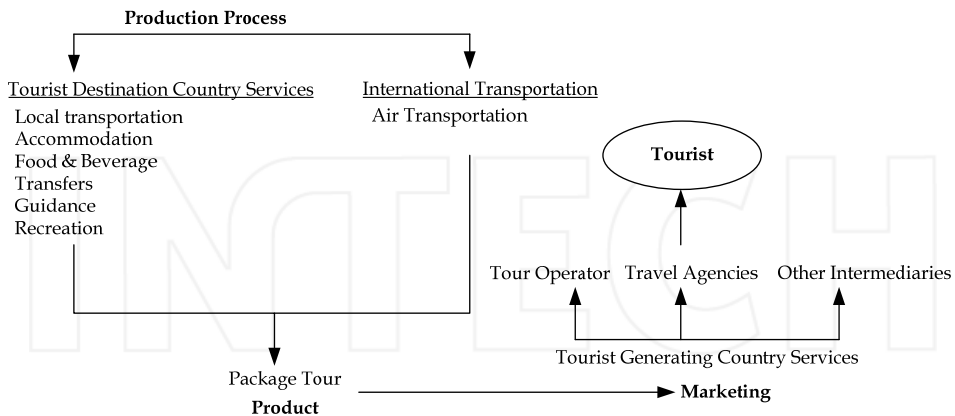 Production Process
Tourist Destination Country Services
Local transportation
Accommodation
Food & Beverage
Transfers
Guidance
Recreation
International Transportation
Air Transportation
Tourist
Tour Operator
Travel Agencies
Other Intermediaries
Tourist Generating Country Services
Package Tour
Product
Marketing
INTECH